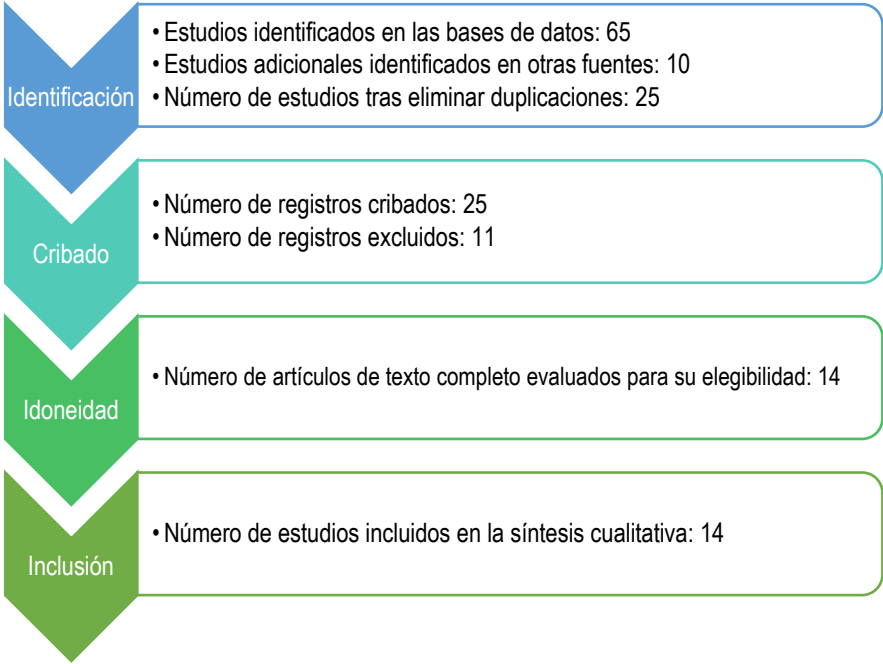 Identificación
• Estudios identificados en las bases de datos: 65
• Estudios adicionales identificados en otras fuentes: 10
• Número de estudios tras eliminar duplicaciones: 25
Cribado
• Número de registros cribados: 25
• Número de registros excluidos: 11
Idoneidad
• Número de artículos de texto completo evaluados para su elegibilidad: 14
Inclusión
• Número de estudios incluidos en la síntesis cualitativa: 14